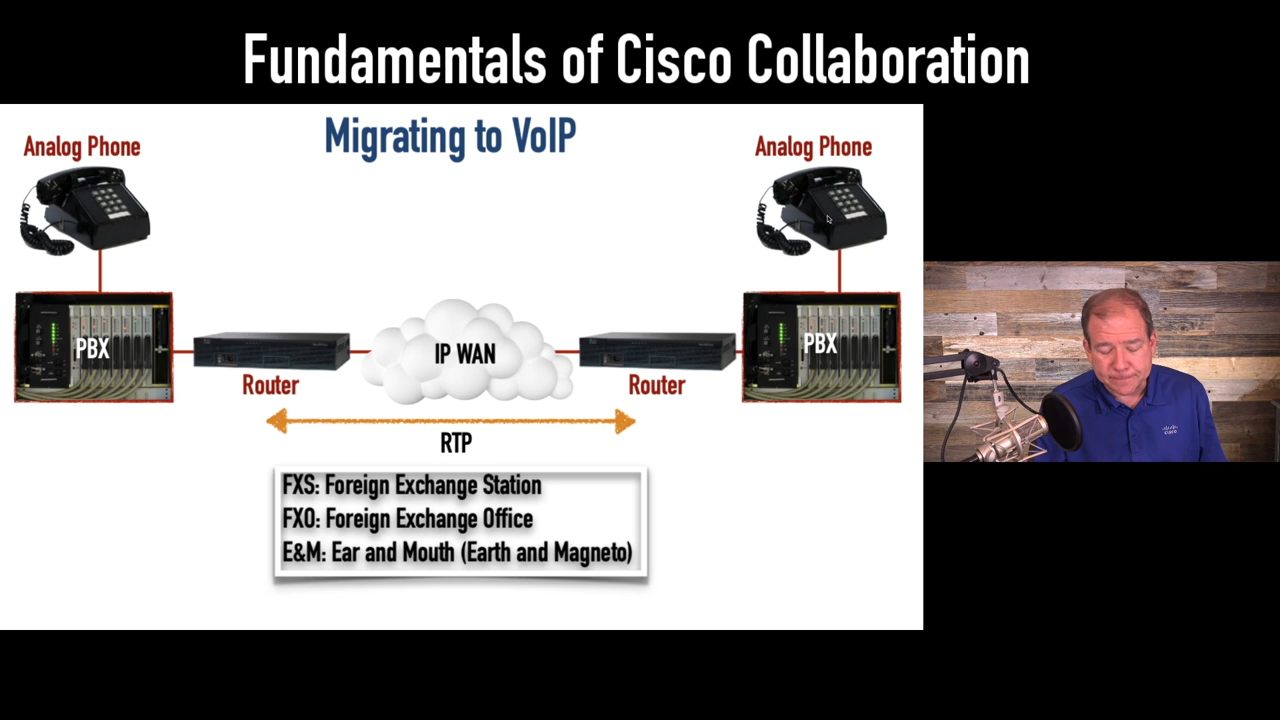 Fundamentals of Cisco Collaboration
Migrating to VoIP
Analog Phone
Analog Phone
PBX
Router
IP WAN
Router
PBX
RTP
FXS: Foreign Exchange Station
FXO: Foreign Exchange Office
E&M: Ear and Mouth (Earth and Magneto)
CISCO